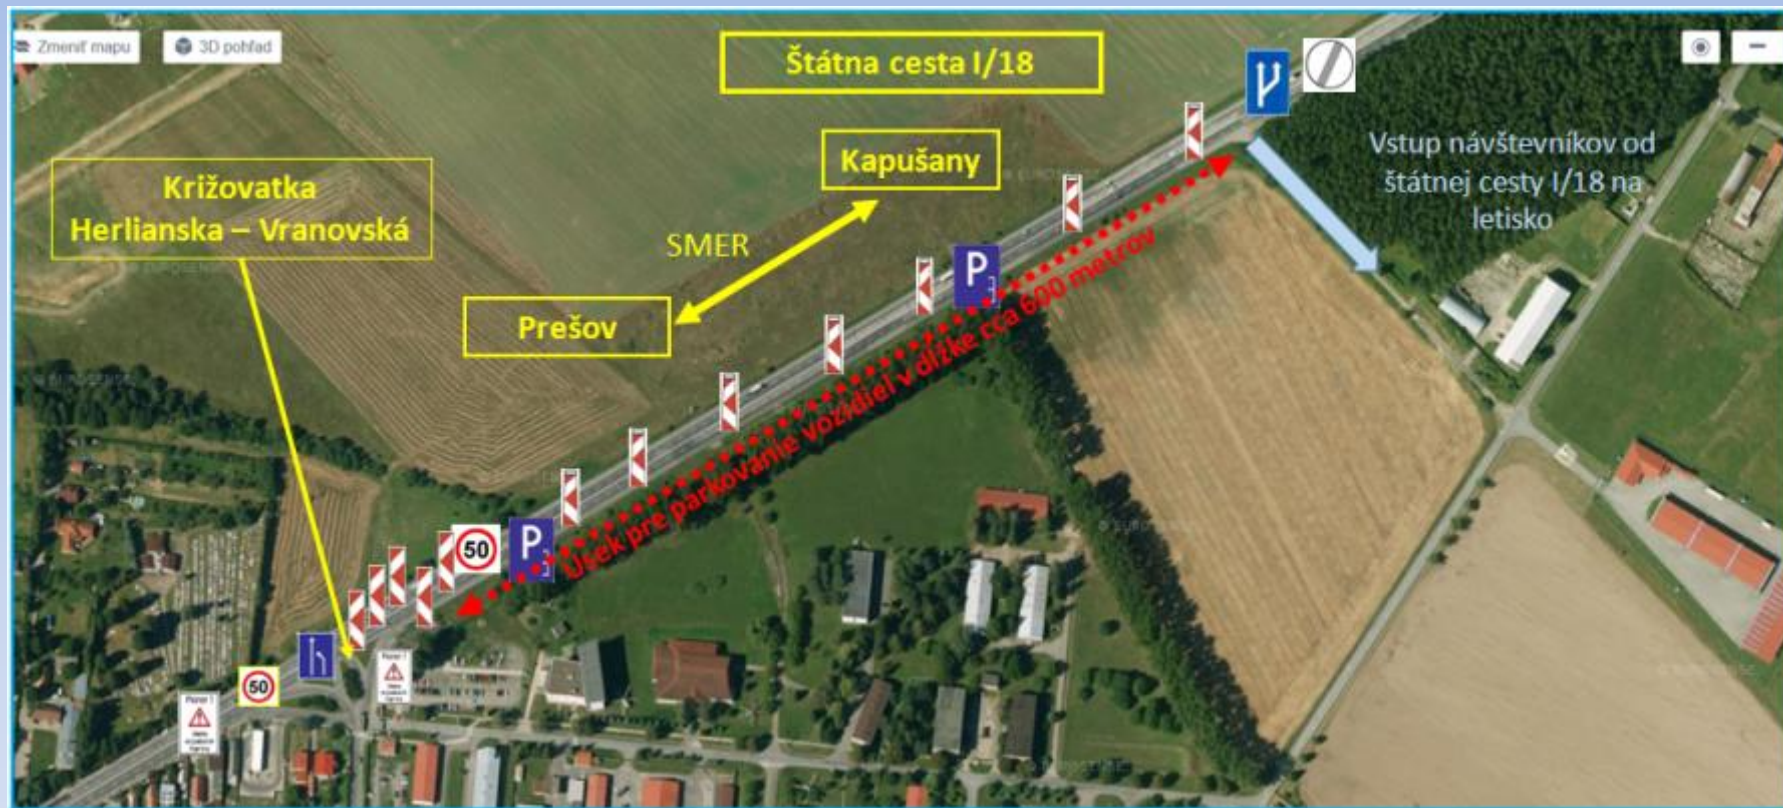 Zmeniť mapu
3D pohľad
Štátna cesta I/18
Kapušany
Križovatka
Herlianska – Vranovská
SMER
Prešov
Vstup návštevníkov od
štátnej cesty I/18 na
letisko
P
Úsek pre parkovanie vozidiel v dĺžke cca 600 metrov
P
50
50